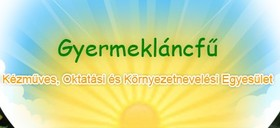 Gyermekláncfű
Kézműves, Oktatási és Környezetnevelési Egyesület